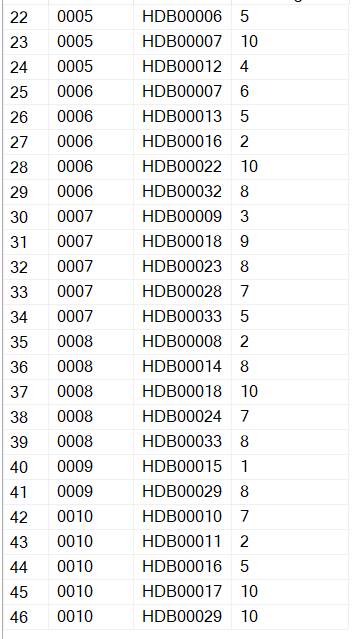 22 0005 HDB00006 5
23 0005 HDB00007 10
24 0005 HDB00012 4
25 0006 HDB00007 6
26 0006 HDB00013 5
27 0006 HDB00016 2
28 0006 HDB00022 10
29 0006 HDB00032 8
30 0007 HDB00009 3
31 0007 HDB00018 9
32 0007 HDB00023 8
33 0007 HDB00028 7
34 0007 HDB00033 5
35 0008 HDB00008 2
36 0008 HDB00014 8
37 0008 HDB00018 10
38 0008 HDB00024 7
39 0008 HDB00033 8
40 0009 HDB00015 1
41 0009 HDB00029 8
42 0010 HDB00010 7
43 0010 HDB00011 2
44 0010 HDB00016 5
45 0010 HDB00017 10
46 0010 HDB00029 10